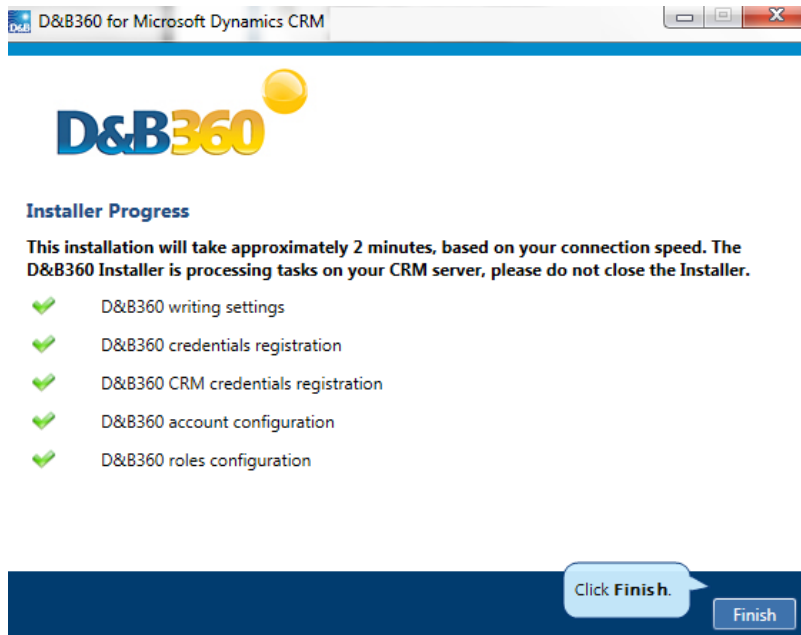 D&B360 for Microsoft Dynamics CRM
D&B360
Installer Progress
This installation will take approximately 2 minutes, based on your connection speed. The
D&B360 Installer is processing tasks on your CRM server, please do not close the Installer.
D&B360 writing settings
D&B360 credentials registration
D&B360 CRM credentials registration
D&B360 account configuration
D&B360 roles configuration
Click Finish.
Finish